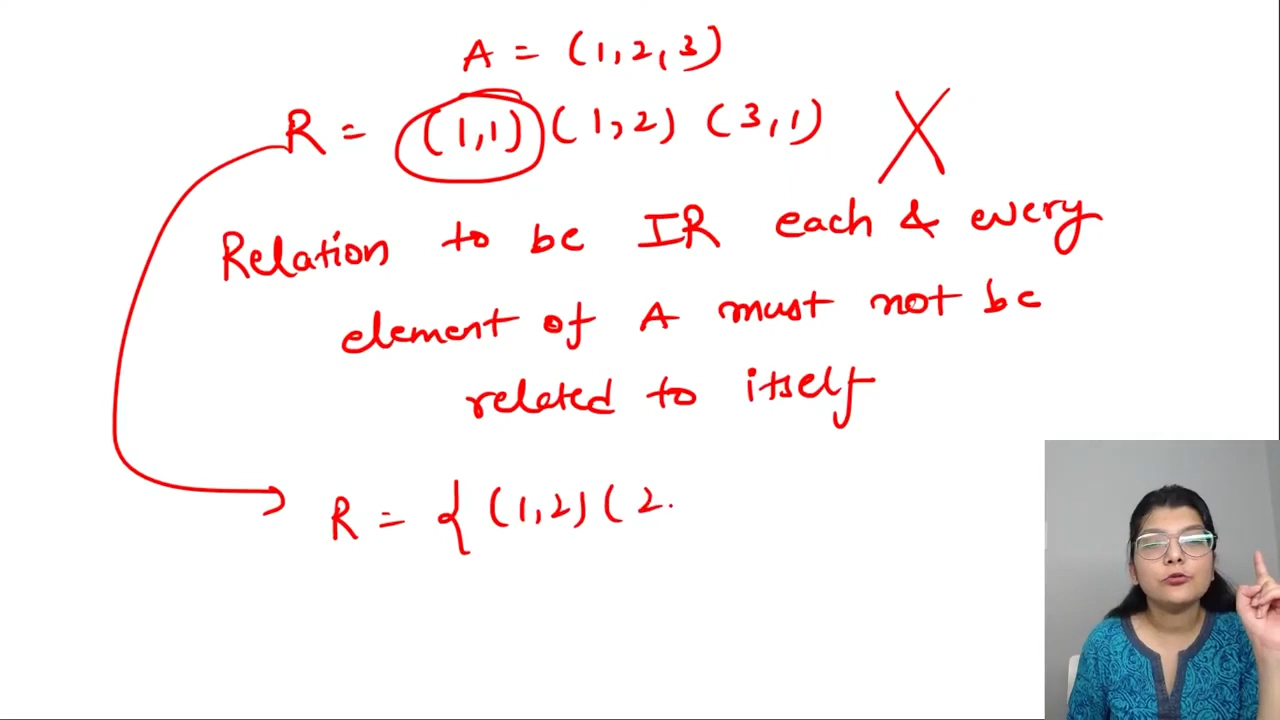 A = (1,2,3)
R = (1,1) (1,2) (3,1) X
Relation to be IR each & every
element of A must not be
related to itself
R = { (1,2) (2.